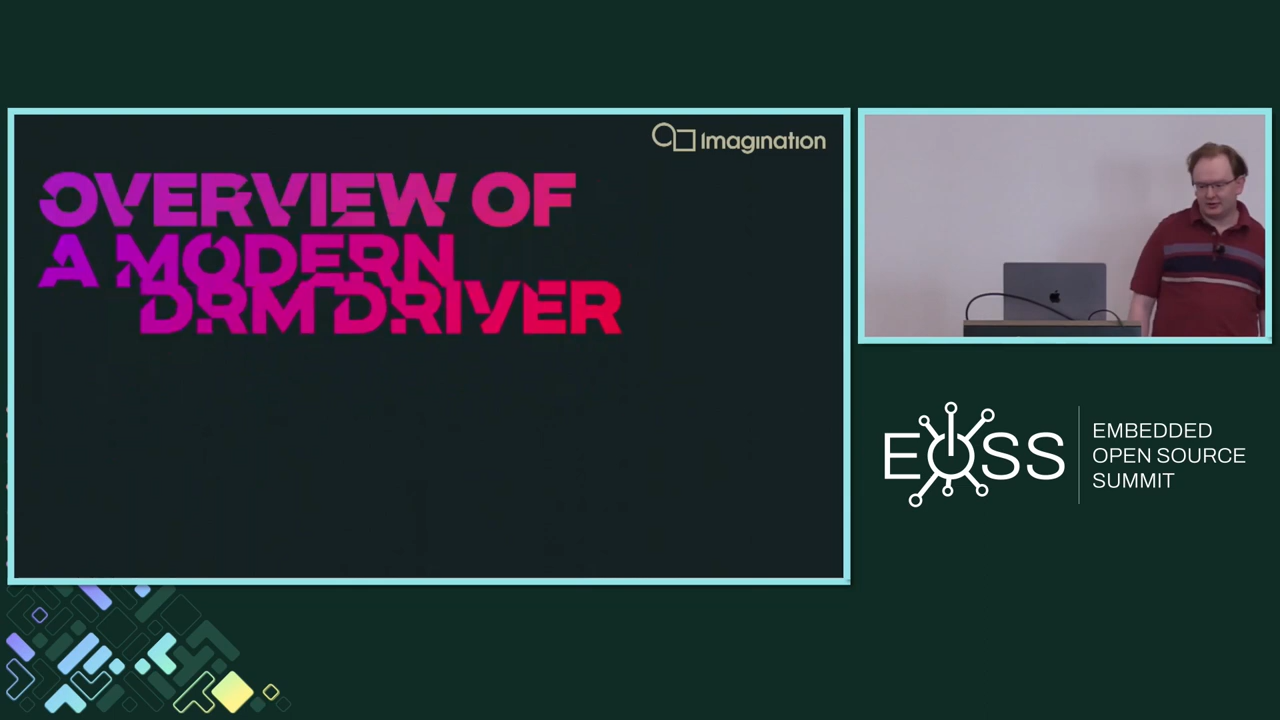 Imagination
OVERVIEW OF
A MODERN
DRM DRIVER
EOSS
EMBEDDED
OPEN SOURCE
SUMMIT